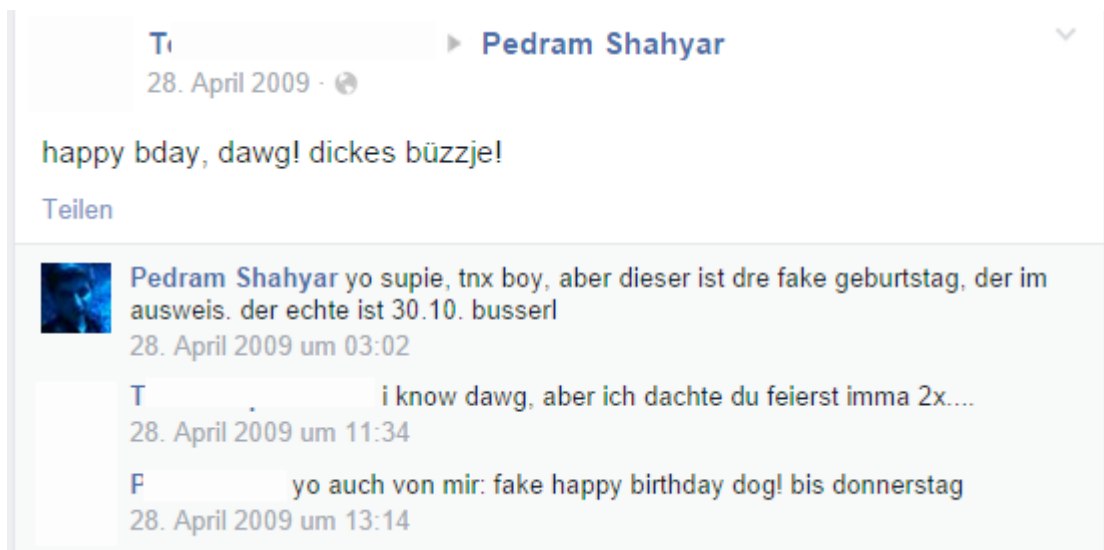 Pedram Shahyar
28. April 2009 ·
happy bday, dawg! dickes büzzje!
Teilen
Pedram Shahyar yo supie, tnx boy, aber dieser ist dre fake geburtstag, der im
ausweis. der echte ist 30.10. busserl
28. April 2009 um 03:02
i know dawg, aber ich dachte du feierst imma 2x....
28. April 2009 um 11:34
yo auch von mir: fake happy birthday dog! bis donnerstag
28. April 2009 um 13:14